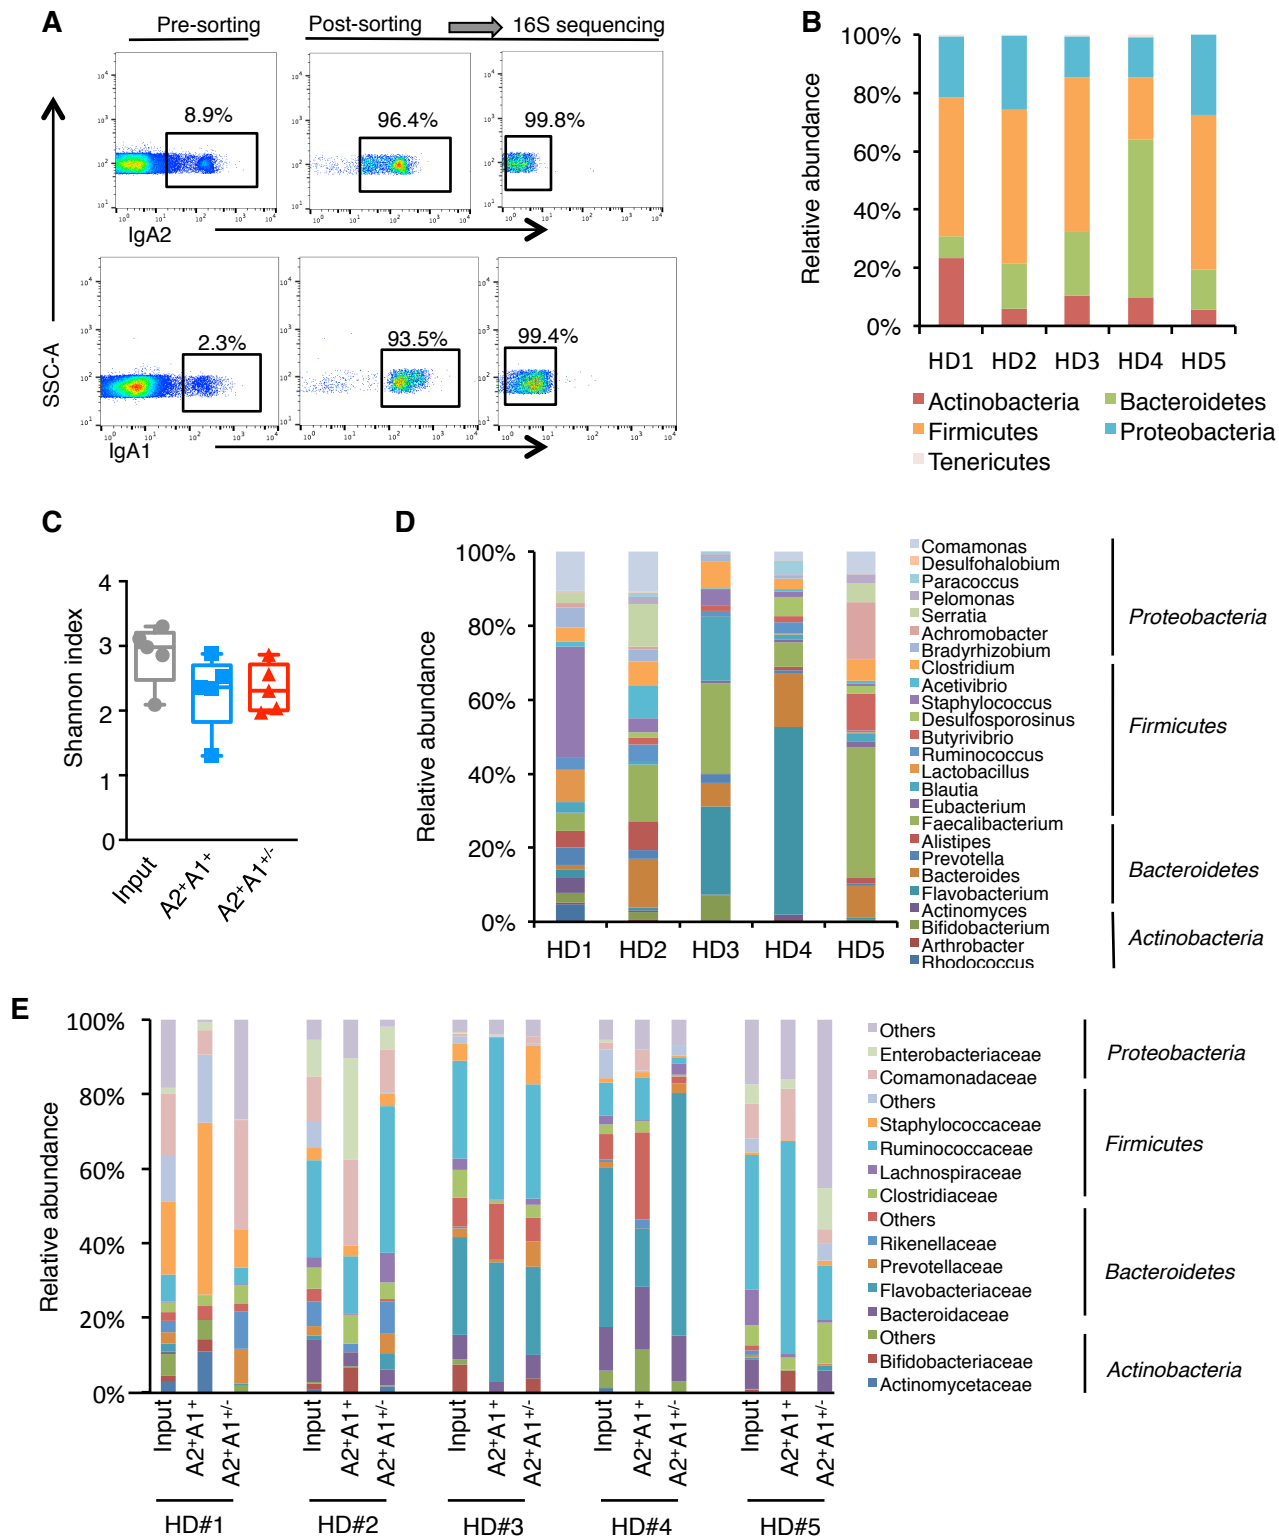 A
Pre-sorting
Post-sorting
16S sequencing
8.9%
96.4%
99.8%
IgA2
2.3%
93.5%
99.4%
IgA1
SSC-A
B
Relative abundance
100%
80%
60%
40%
20%
0%
HD1 HD2 HD3 HD4 HD5
Actinobacteria
Bacteroidetes
Firmicutes
Proteobacteria
Tenericutes
C
Shannon index
4
3
2
1
0
Input
A2⁺A1⁺
A2⁺A1⁺/⁻
D
Relative abundance
100%
80%
60%
40%
20%
0%
HD1 HD2 HD3 HD4 HD5
Comamonas
Desulfohalobium
Paracoccus
Pelomonas
Serratia
Achromobacter
Bradyrhizobium
Clostridium
Acetivibrio
Staphylococcus
Desulfosporosinus
Butyrivibrio
Ruminococcus
Lactobacillus
Blautia
Eubacterium
Faecalibacterium
Alistipes
Prevotella
Bacteroides
Flavobacterium
Actinomyces
Bifidobacterium
Arthrobacter
Rhodococcus
Proteobacteria
Firmicutes
Bacteroidetes
Actinobacteria
E
Relative abundance
100%
80%
60%
40%
20%
0%
Input
A2⁺A1⁺
A2⁺A1⁺/⁻
Input
A2⁺A1⁺
A2⁺A1⁺/⁻
Input
A2⁺A1⁺
A2⁺A1⁺/⁻
Input
A2⁺A1⁺
A2⁺A1⁺/⁻
Input
A2⁺A1⁺
A2⁺A1⁺/⁻
HD#1
HD#2
HD#3
HD#4
HD#5
Others
Enterobacteriaceae
Comamonadaceae
Others
Staphylococcaceae
Ruminococcaceae
Lachnospiraceae
Clostridiaceae
Others
Rikenellaceae
Prevotellaceae
Flavobacteriaceae
Bacteroidaceae
Others
Bifidobacteriaceae
Actinomycetaceae
Proteobacteria
Firmicutes
Bacteroidetes
Actinobacteria